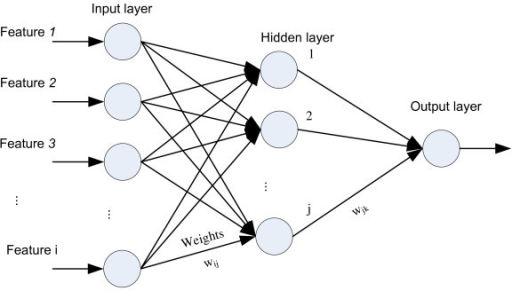 Input layer
Feature 1
Hidden layer
1
Feature 2
Output layer
2
Feature 3
...
...
...
j
w_jk
Weights
Feature i
w_ij